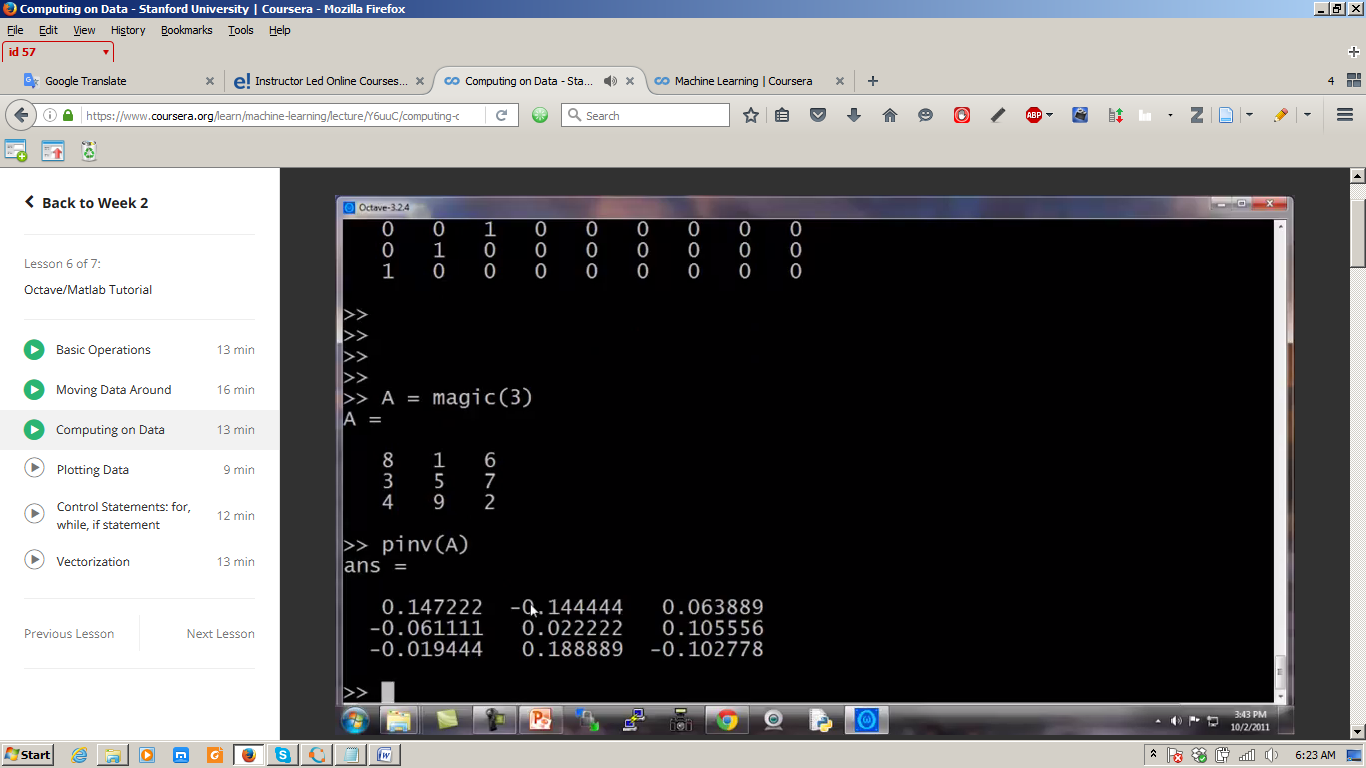 Computing on Data - Stanford University | Coursera - Mozilla Firefox
File Edit View History Bookmarks Tools Help
id 57
Google Translate
Instructor Led Online Courses...
Computing on Data - Sta...
Machine Learning | Coursera
4
https://www.coursera.org/learn/machine-learning/lecture/Y6uuC/computing-c
Search
ABP
Back to Week 2
Lesson 6 of 7:
Octave/Matlab Tutorial
Basic Operations 13 min
Moving Data Around 16 min
Computing on Data 13 min
Plotting Data 9 min
Control Statements: for,
while, if statement 12 min
Vectorization 13 min
Previous Lesson Next Lesson
Octave-3.2.4
0 0 1 0 0 0 0 0 0
0 1 0 0 0 0 0 0 0
1 0 0 0 0 0 0 0 0
>>
>>
>>
>>
>> A = magic(3)
A =
8 1 6
3 5 7
4 9 2
>> pinv(A)
ans =
0.147222 -0.144444 0.063889
-0.061111 0.022222 0.105556
-0.019444 0.188889 -0.102778
>>
3:43 PM
10/2/2011
Start
6:23 AM